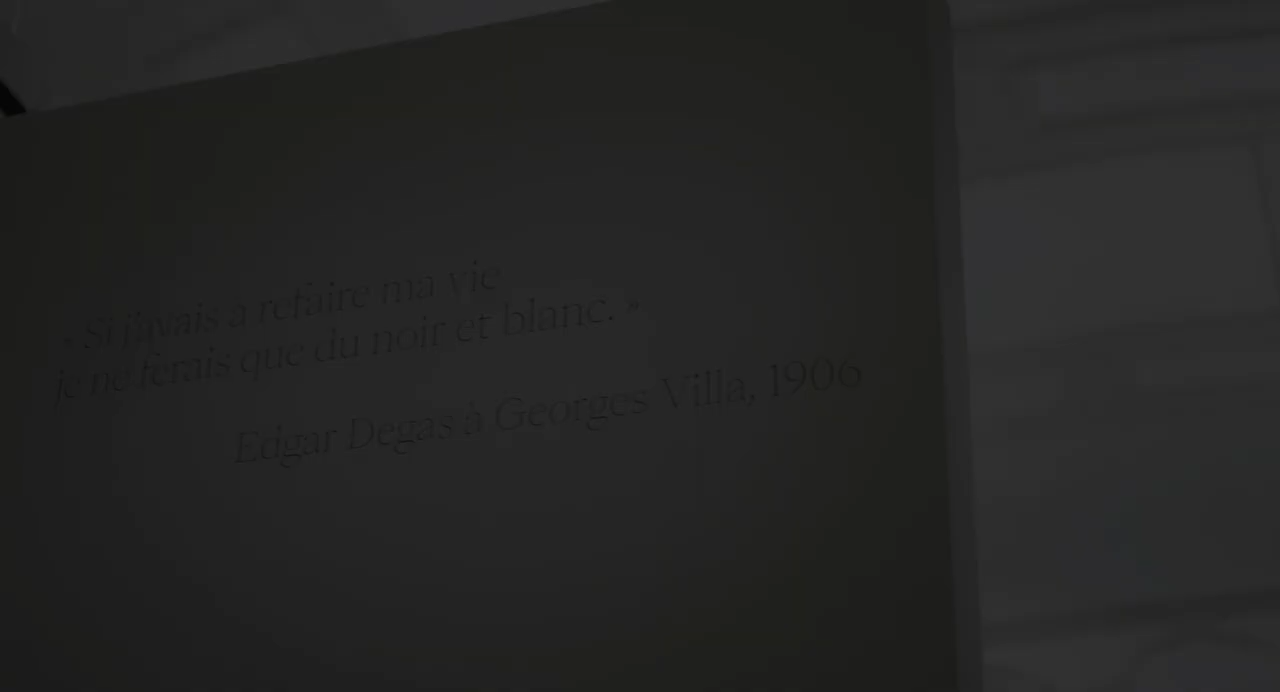 « Si j'avais a refaire ma vie
je ne ferais que du noir et blanc. »
Edgar Degas à Georges Villa, 1906